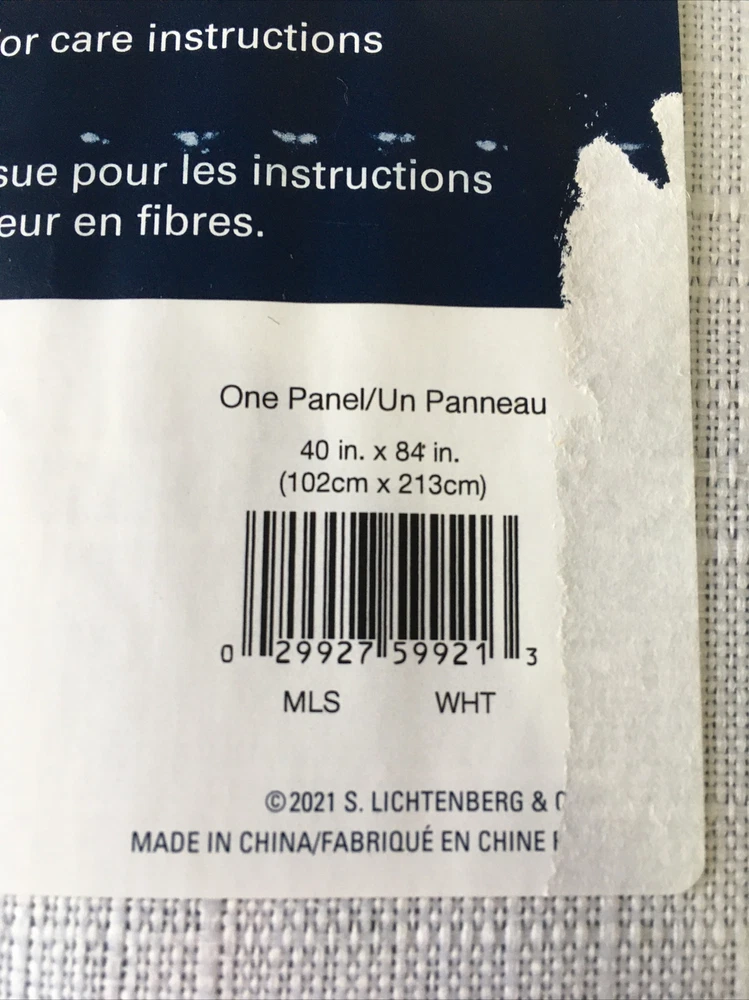 or care instructions
sue pour les instructions
eur en fibres.
One Panel/Un Panneau
40 in. x 84 in.
(102cm x 213cm)
0 29927 59921 3
MLS WHT
©2021 S. LICHTENBERG &
MADE IN CHINA/FABRIQUÉ EN CHINE